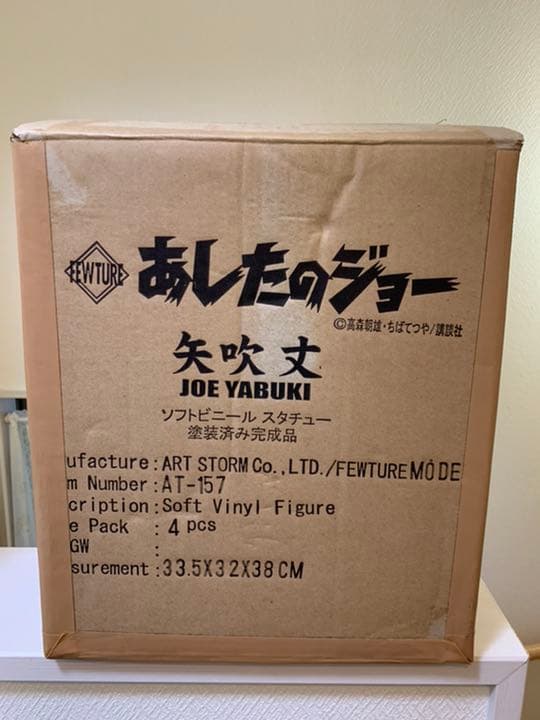 FEWTURE
あしたのジョー
©高森朝雄・ちばてつや/講談社
矢吹 丈
JOE YABUKI
ソフトビニール スタチュー
塗装済み完成品
ufacture:ART STORM Co.,LTD./FEWTURE MODE
m Number:AT-157
cription:Soft Vinyl Figure
e Pack : 4 pcs
GW :
surement:33.5X32X38CM